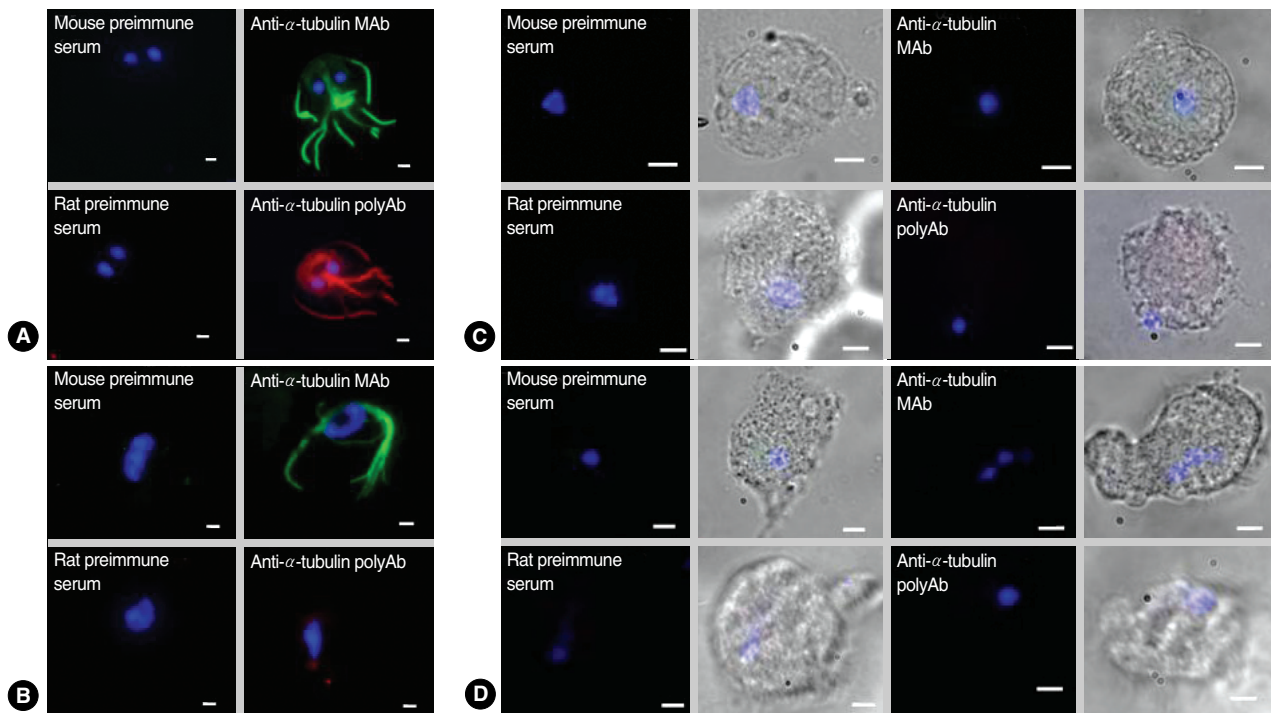 Mouse preimmune
serum
Anti-α-tubulin MAb
Rat preimmune
serum
Anti-α-tubulin polyAb
A
Mouse preimmune
serum
Anti-α-tubulin MAb
Rat preimmune
serum
Anti-α-tubulin polyAb
B
Mouse preimmune
serum
Anti-α-tubulin
MAb
Rat preimmune
serum
Anti-α-tubulin
polyAb
C
Mouse preimmune
serum
Anti-α-tubulin
MAb
Rat preimmune
serum
Anti-α-tubulin
polyAb
D